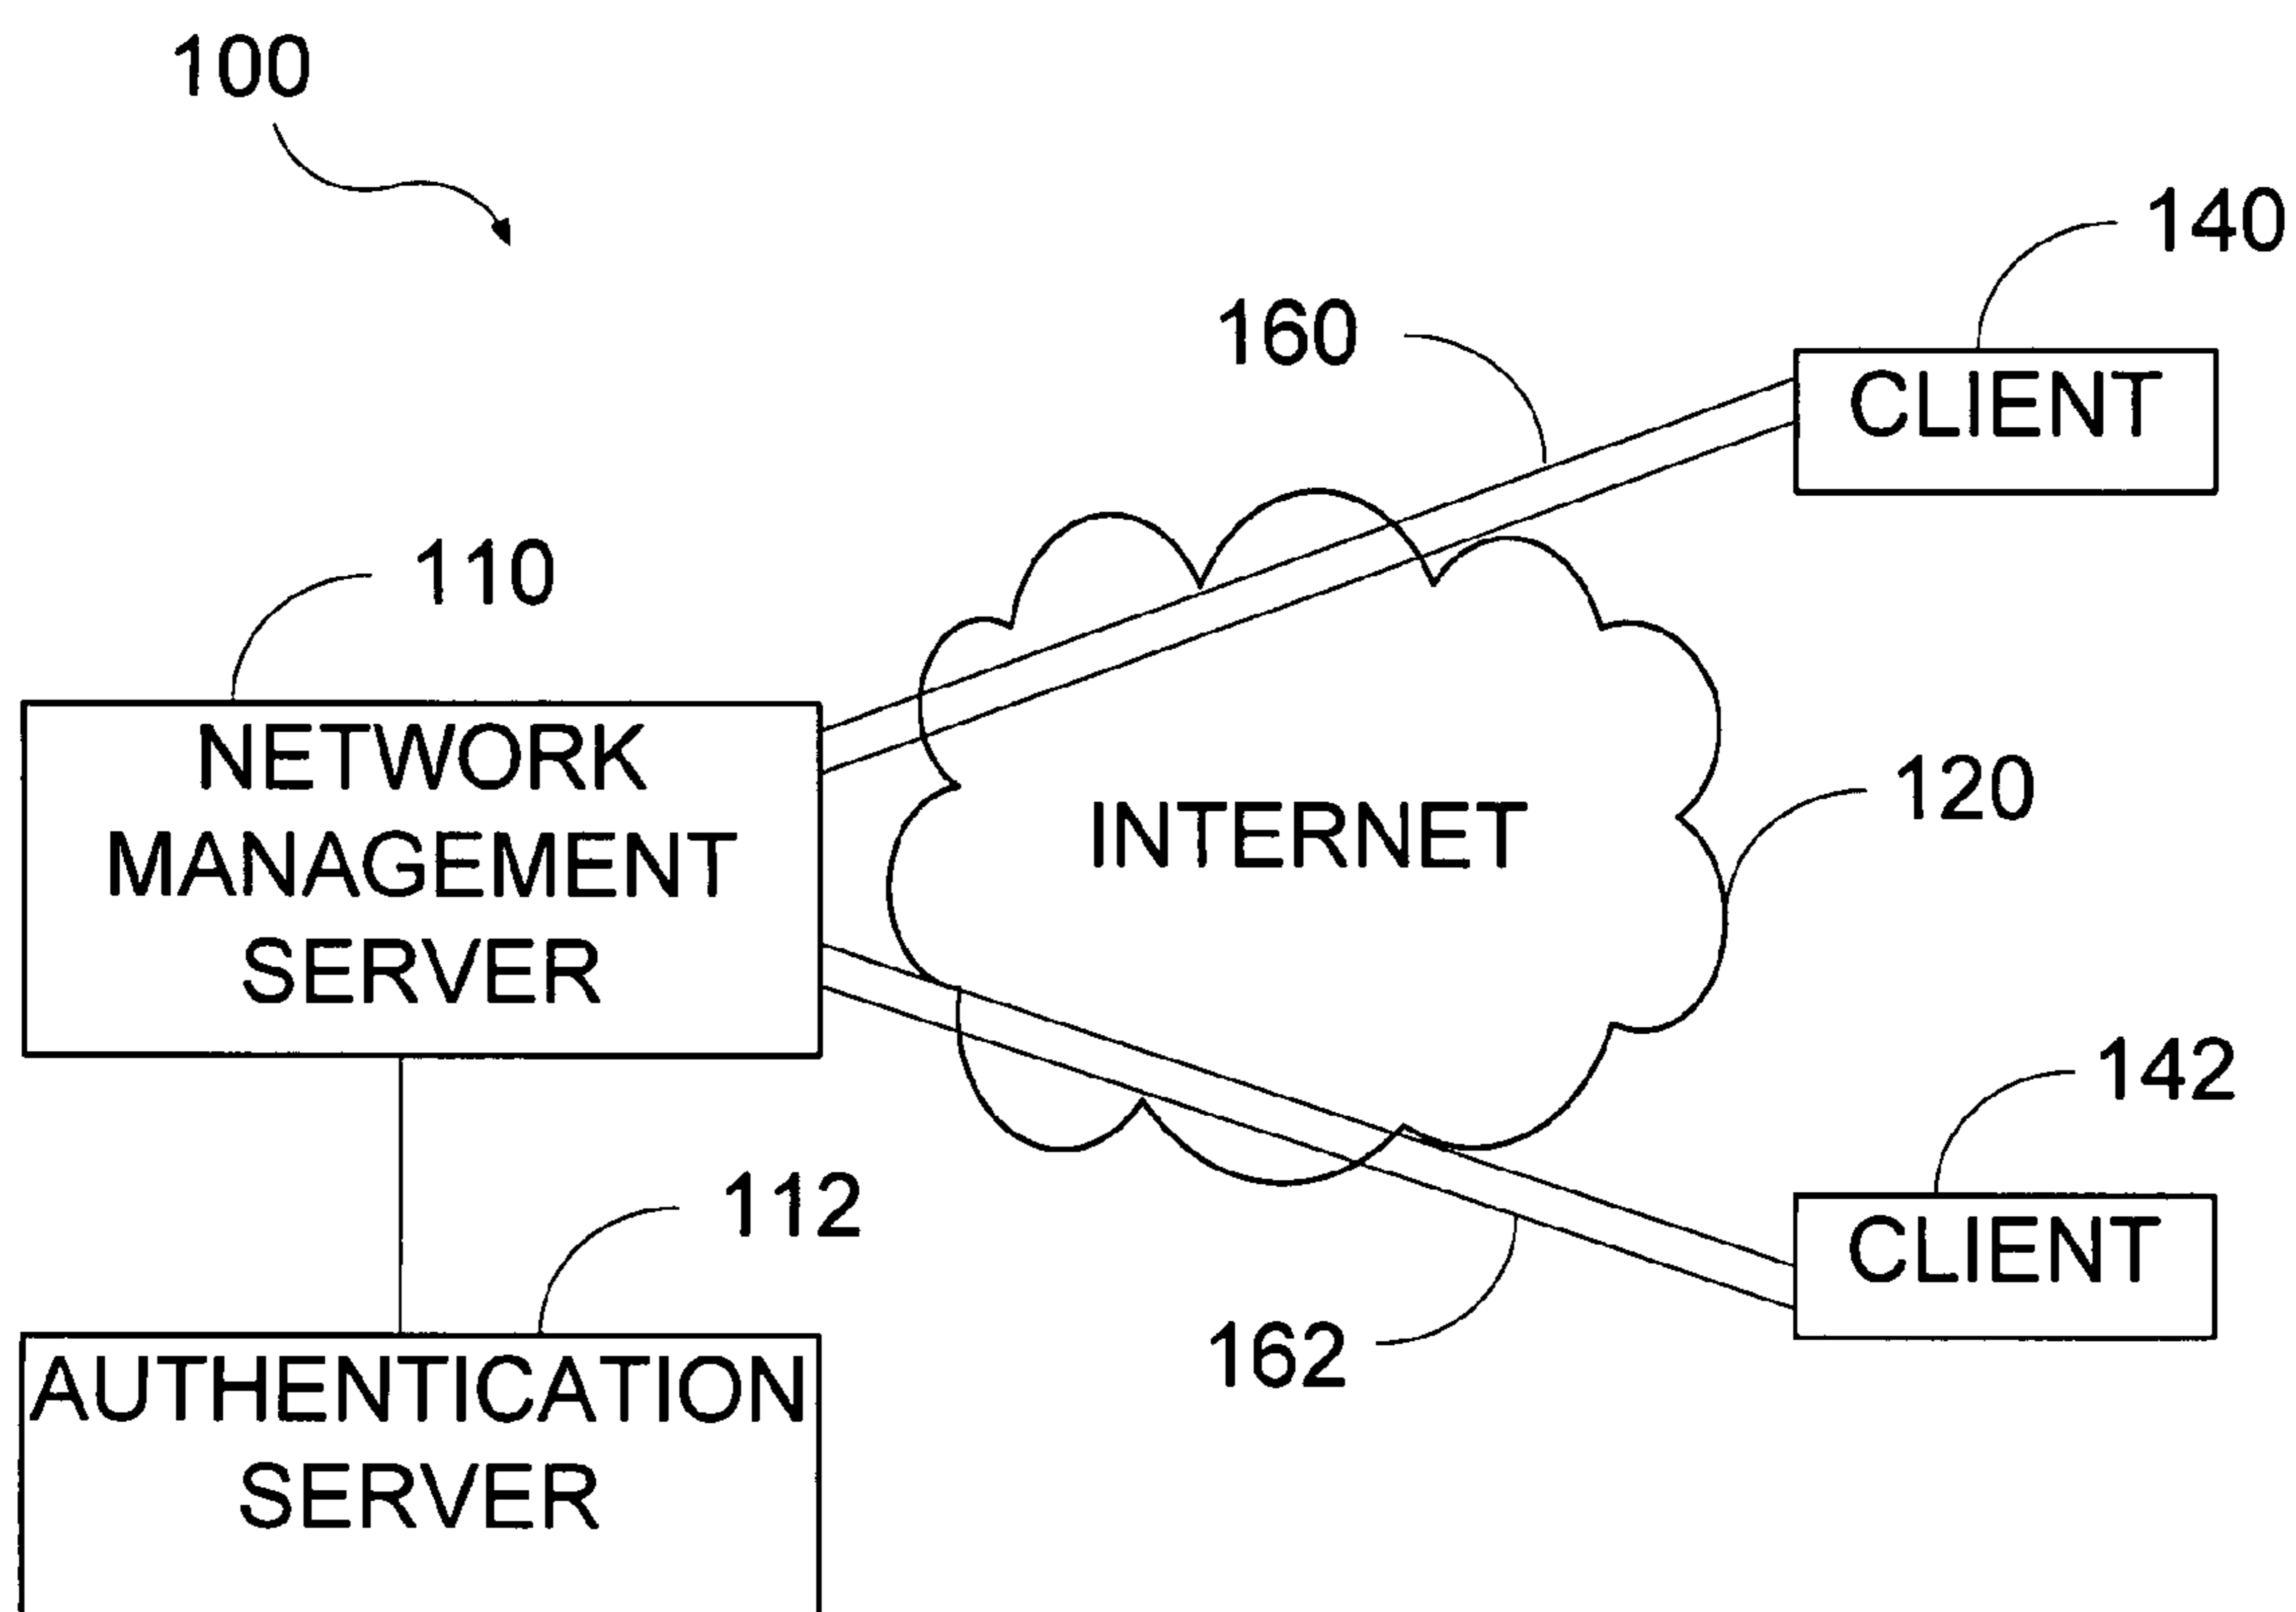 100
140
160
CLIENT
110
NETWORK
MANAGEMENT
SERVER
INTERNET
120
142
112
CLIENT
162
AUTHENTICATION
SERVER